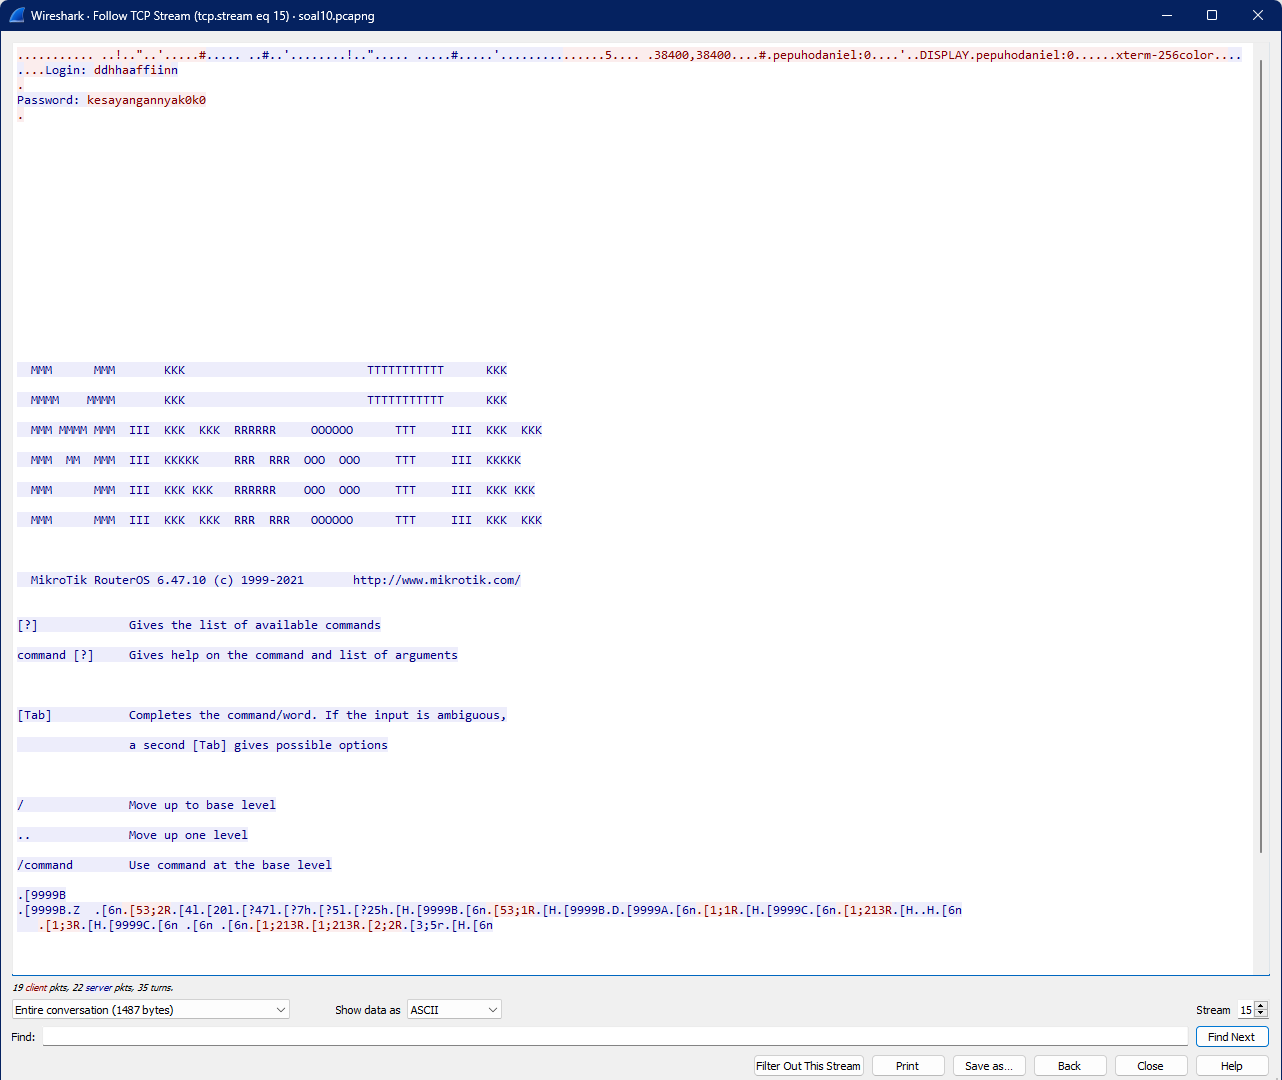 Wireshark · Follow TCP Stream (tcp.stream eq 15) · soal10.pcapng
........... ..!.."..'.....#..... ..#..'........!..".... .....#.....'...............5.... .38400,38400....#.pepuhodaniel:0....'..DISPLAY.pepuhodaniel:0......xterm-256color....
....Login: ddhhaaffiinn
.
Password: kesayangannyak0k0
.
MMM      MMM       KKK                          TTTTTTTTTTT      KKK
MMMM    MMMM       KKK                          TTTTTTTTTTT      KKK
MMM MMMM MMM  III  KKK  KKK  RRRRRR     OOOOOO      TTT     III  KKK  KKK
MMM  MM  MMM  III  KKKKK     RRR  RRR  OOO  OOO     TTT     III  KKKKK
MMM      MMM  III  KKK KKK   RRRRRR    OOO  OOO     TTT     III  KKK KKK
MMM      MMM  III  KKK  KKK  RRR  RRR   OOOOOO      TTT     III  KKK  KKK
MikroTik RouterOS 6.47.10 (c) 1999-2021       http://www.mikrotik.com/
[?]             Gives the list of available commands
command [?]     Gives help on the command and list of arguments
[Tab]           Completes the command/word. If the input is ambiguous,
a second [Tab] gives possible options
/               Move up to base level
..              Move up one level
/command        Use command at the base level
.[9999B
.[9999B.Z  .[6n.[53;2R.[4l.[20l.[?47l.[?7h.[?5l.[?25h.[H.[9999B.[6n.[53;1R.[H.[9999B.D.[9999A.[6n.[1;1R.[H.[9999C.[6n.[1;213R.[H..H.[6n
.[1;3R.[H.[9999C.[6n .[6n .[6n.[1;213R.[1;213R.[2;2R.[3;5r.[H.[6n
19 client pkts, 22 server pkts, 35 turns.
Entire conversation (1487 bytes) Show data as ASCII Stream 15
Find: Find Next
Filter Out This Stream Print Save as... Back Close Help